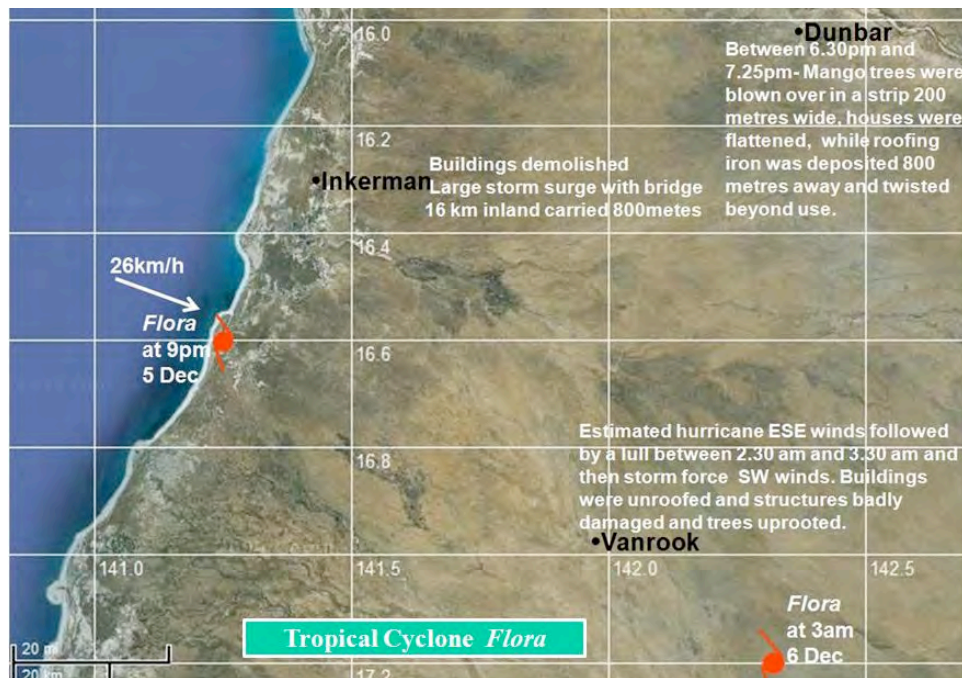 16.0
•Dunbar
Between 6.30pm and
7.25pm- Mango trees were
blown over in a strip 200
metres wide, houses were
flattened, while roofing
iron was deposited 800
metres away and twisted
beyond use.
16.2
Buildings demolished
•Inkerman Large storm surge with bridge
16 km inland carried 800metes
16.4
26km/h
Flora
at 9pm
5 Dec
16.6
Estimated hurricane ESE winds followed
by a lull between 2.30 am and 3.30 am and
then storm force SW winds. Buildings
were unroofed and structures badly
damaged and trees uprooted.
16.8
•Vanrook
141.0
141.5
142.0
142.5
Flora
at 3am
6 Dec
Tropical Cyclone Flora
20 km
17.2